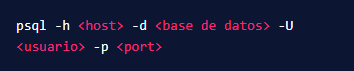 psql -h <host> -d <base de datos> -U
<usuario> -p <port>